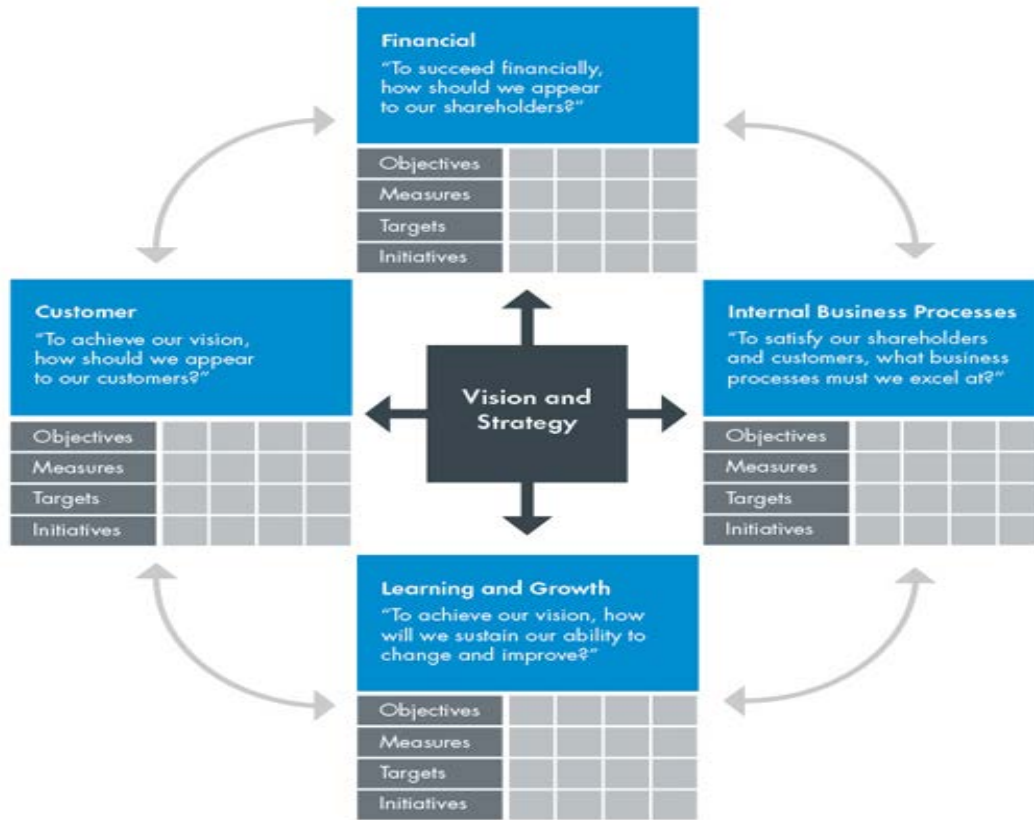 Financial
“To succeed financially,
how should we appear
to our shareholders?”
Objectives
Measures
Targets
Initiatives
Customer
“To achieve our vision,
how should we appear
to our customers?”
Objectives
Measures
Targets
Initiatives
Vision and
Strategy
Internal Business Processes
“To satisfy our shareholders
and customers, what business
processes must we excel at?”
Objectives
Measures
Targets
Initiatives
Learning and Growth
“To achieve our vision, how
will we sustain our ability to
change and improve?”
Objectives
Measures
Targets
Initiatives